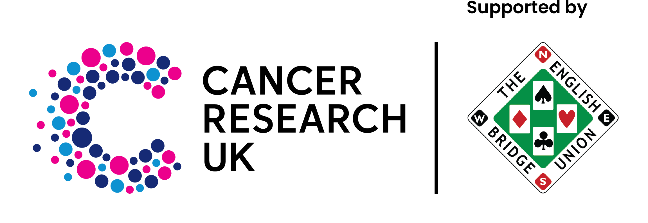 Supported by
CANCER
RESEARCH
UK
N
THE ENGLISH
W
E
BRIDGE UNION
S